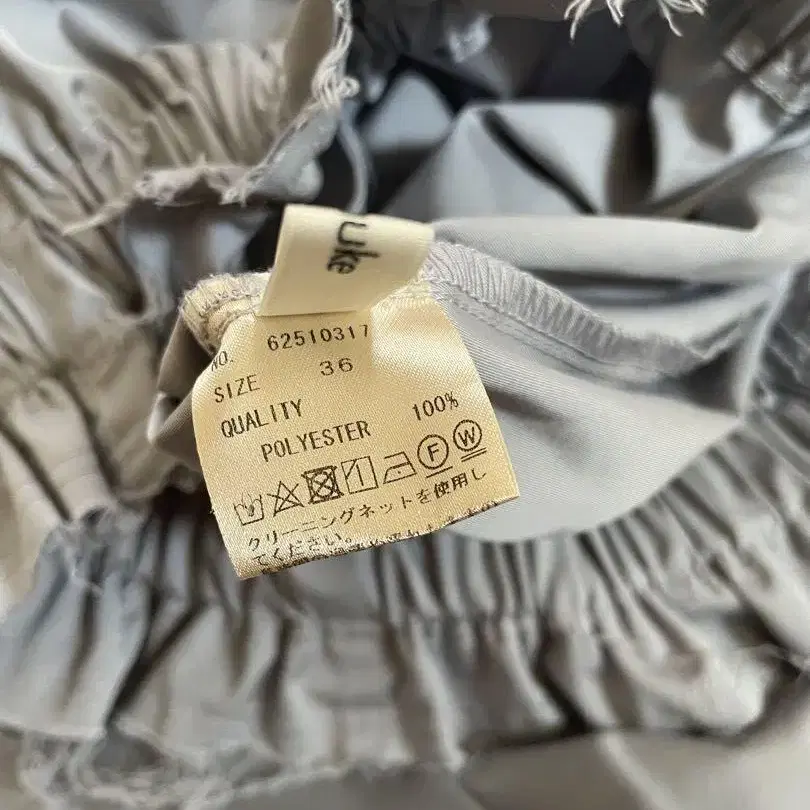 uke
NO. 62510317
SIZE 36
QUALITY
POLYESTER 100%
F W
クリーニングネットを使用し
てください。